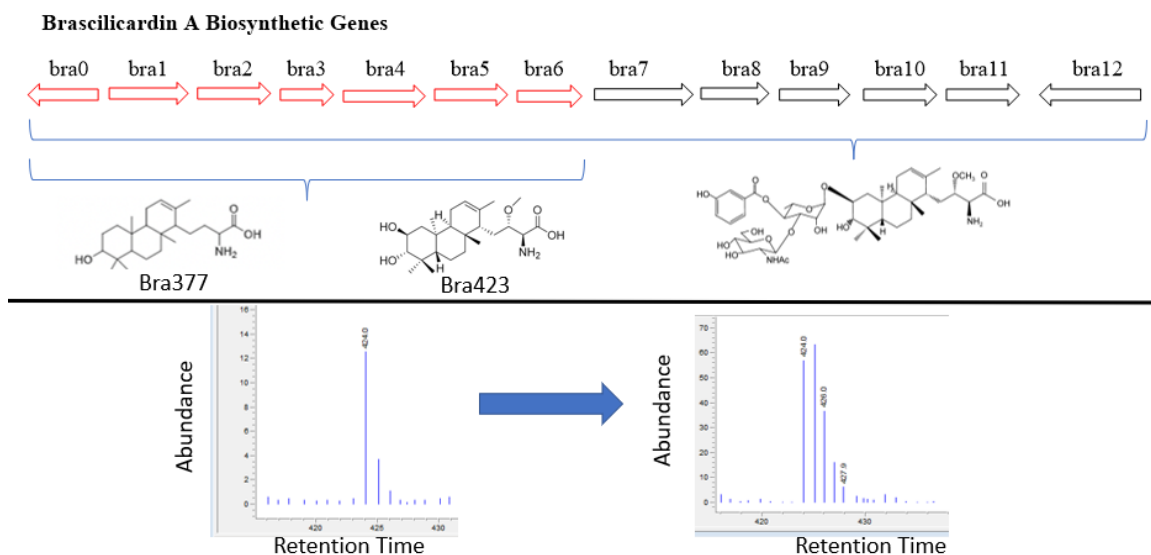 Brascilicardin A Biosynthetic Genes
bra0 bra1 bra2 bra3 bra4 bra5 bra6 bra7 bra8 bra9 bra10 bra11 bra12
HO
O
OH
NH₂
Bra377
HO
HO
H
H
O
O
OH
NH₂
Bra423
HO
O
O
O
O
OH
O
HO
HO
HO
O
NHAc
HO
H
H
OCH₃
O
OH
NH₂
Abundance
16
14
12
10
8
6
4
2
0
424.0
420 425 430
Retention Time
Abundance
70
60
50
40
30
20
10
0
424.0
426.0
427.9
420 430
Retention Time